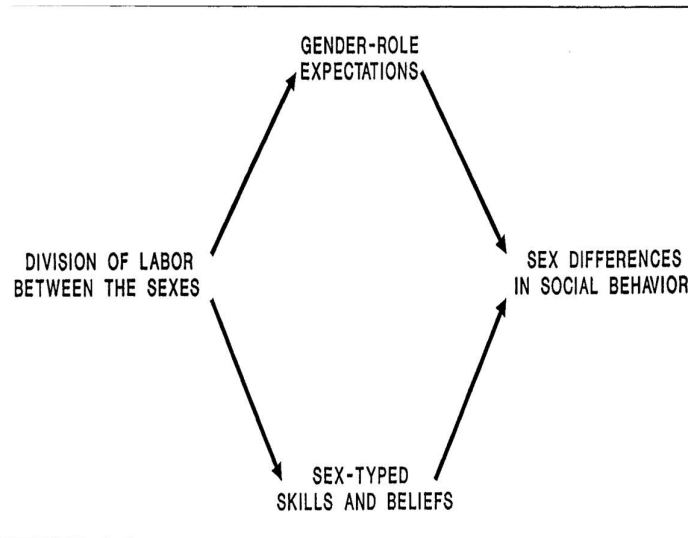 GENDER-ROLE
EXPECTATIONS
DIVISION OF LABOR
BETWEEN THE SEXES
SEX DIFFERENCES
IN SOCIAL BEHAVIOR
SEX-TYPED
SKILLS AND BELIEFS